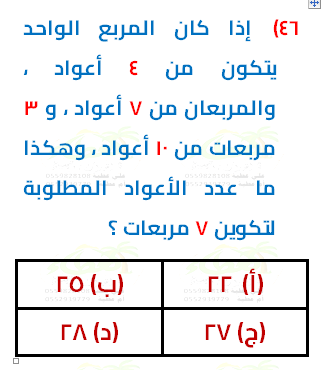 ٤٦) إذا كان المربع الواحد
يتكون من ٤ أعواد ،
والمربعان من ٧ أعواد ، و ٣
مربعات من ١٠ أعواد ، وهكذا
ما عدد الأعواد المطلوبة
لتكوين ٧ مربعات ؟
(أ) ٢٢
(ب) ٢٥
(ج) ٢٧
(د) ٢٨